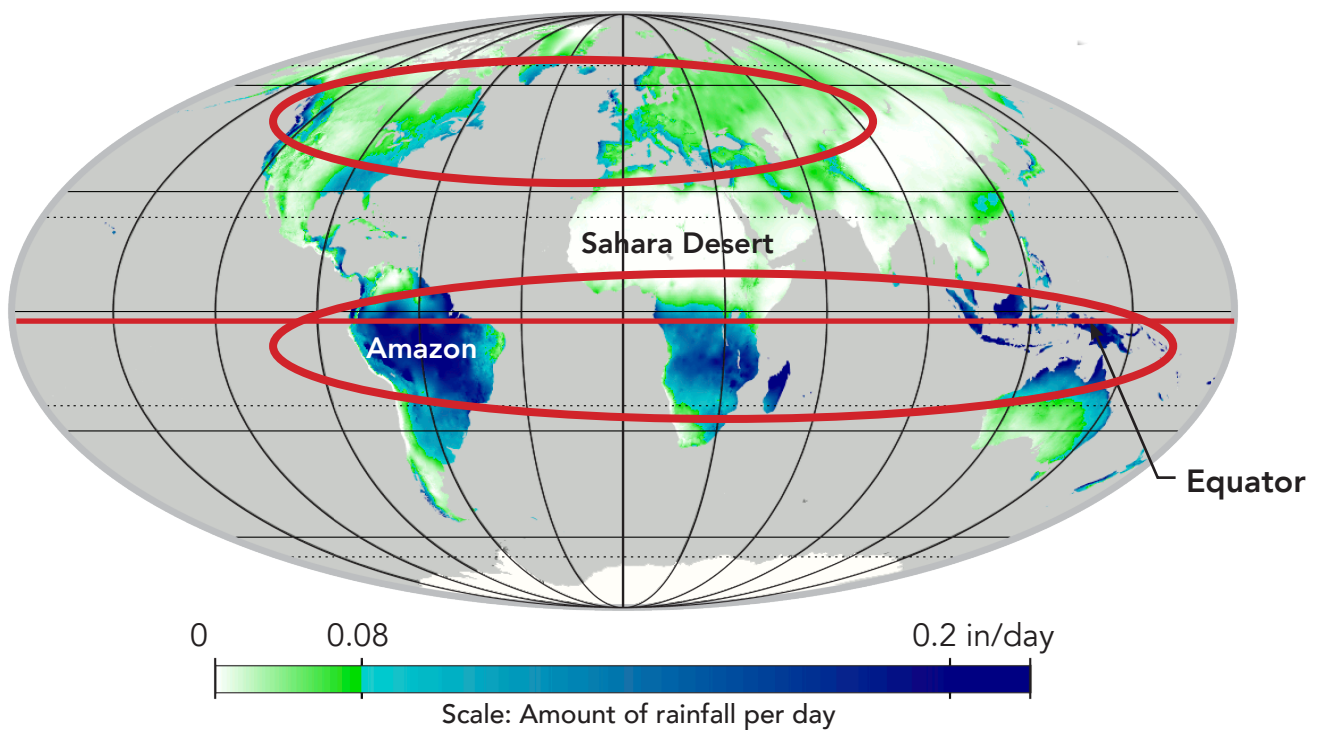 Sahara Desert
Amazon
Equator
0
0.08
0.2 in/day
Scale: Amount of rainfall per day